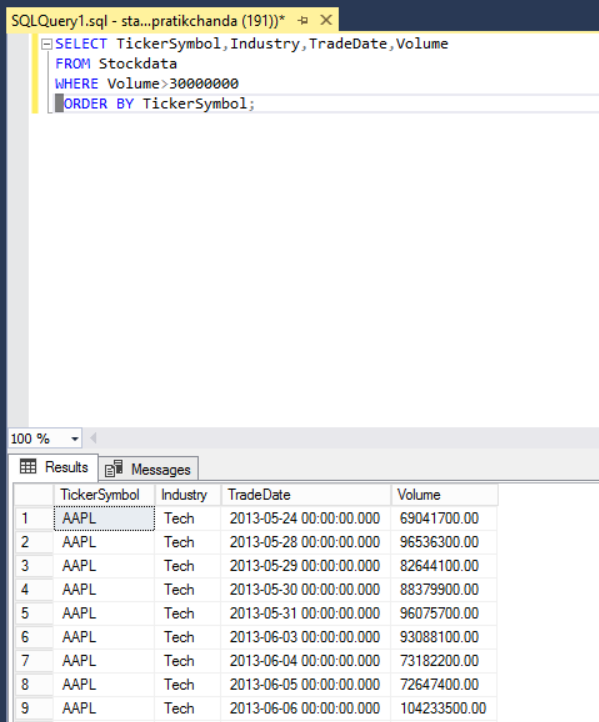 SQLQuery1.sql - sta...pratikchanda (191))*
SELECT TickerSymbol,Industry,TradeDate,Volume
FROM Stockdata
WHERE Volume>30000000
ORDER BY TickerSymbol;
100 %
Results Messages
TickerSymbol Industry TradeDate Volume
1 AAPL Tech 2013-05-24 00:00:00.000 69041700.00
2 AAPL Tech 2013-05-28 00:00:00.000 96536300.00
3 AAPL Tech 2013-05-29 00:00:00.000 82644100.00
4 AAPL Tech 2013-05-30 00:00:00.000 88379900.00
5 AAPL Tech 2013-05-31 00:00:00.000 96075700.00
6 AAPL Tech 2013-06-03 00:00:00.000 93088100.00
7 AAPL Tech 2013-06-04 00:00:00.000 73182200.00
8 AAPL Tech 2013-06-05 00:00:00.000 72647400.00
9 AAPL Tech 2013-06-06 00:00:00.000 104233500.00